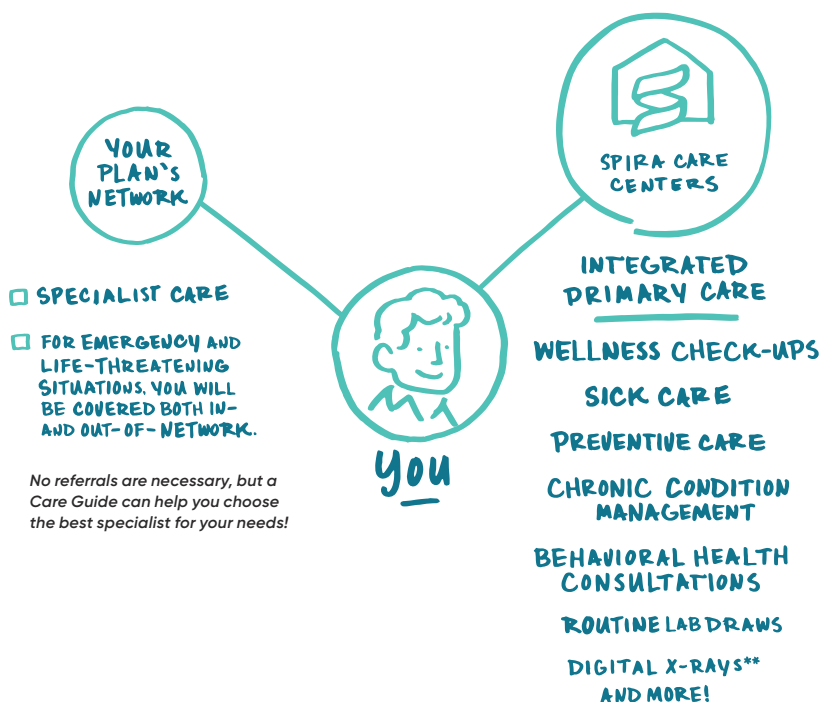 YOUR
PLAN'S
NETWORK
SPECIALIST CARE
FOR EMERGENCY AND
LIFE-THREATENING
SITUATIONS, YOU WILL
BE COVERED BOTH IN-
AND OUT-OF-NETWORK.
No referrals are necessary, but a
Care Guide can help you choose
the best specialist for your needs!
you
SPIRA CARE
CENTERS
INTEGRATED
PRIMARY CARE
WELLNESS CHECK-UPS
SICK CARE
PREVENTIVE CARE
CHRONIC CONDITION
MANAGEMENT
BEHAVIORAL HEALTH
CONSULTATIONS
ROUTINE LAB DRAWS
DIGITAL X-RAYS**
AND MORE!